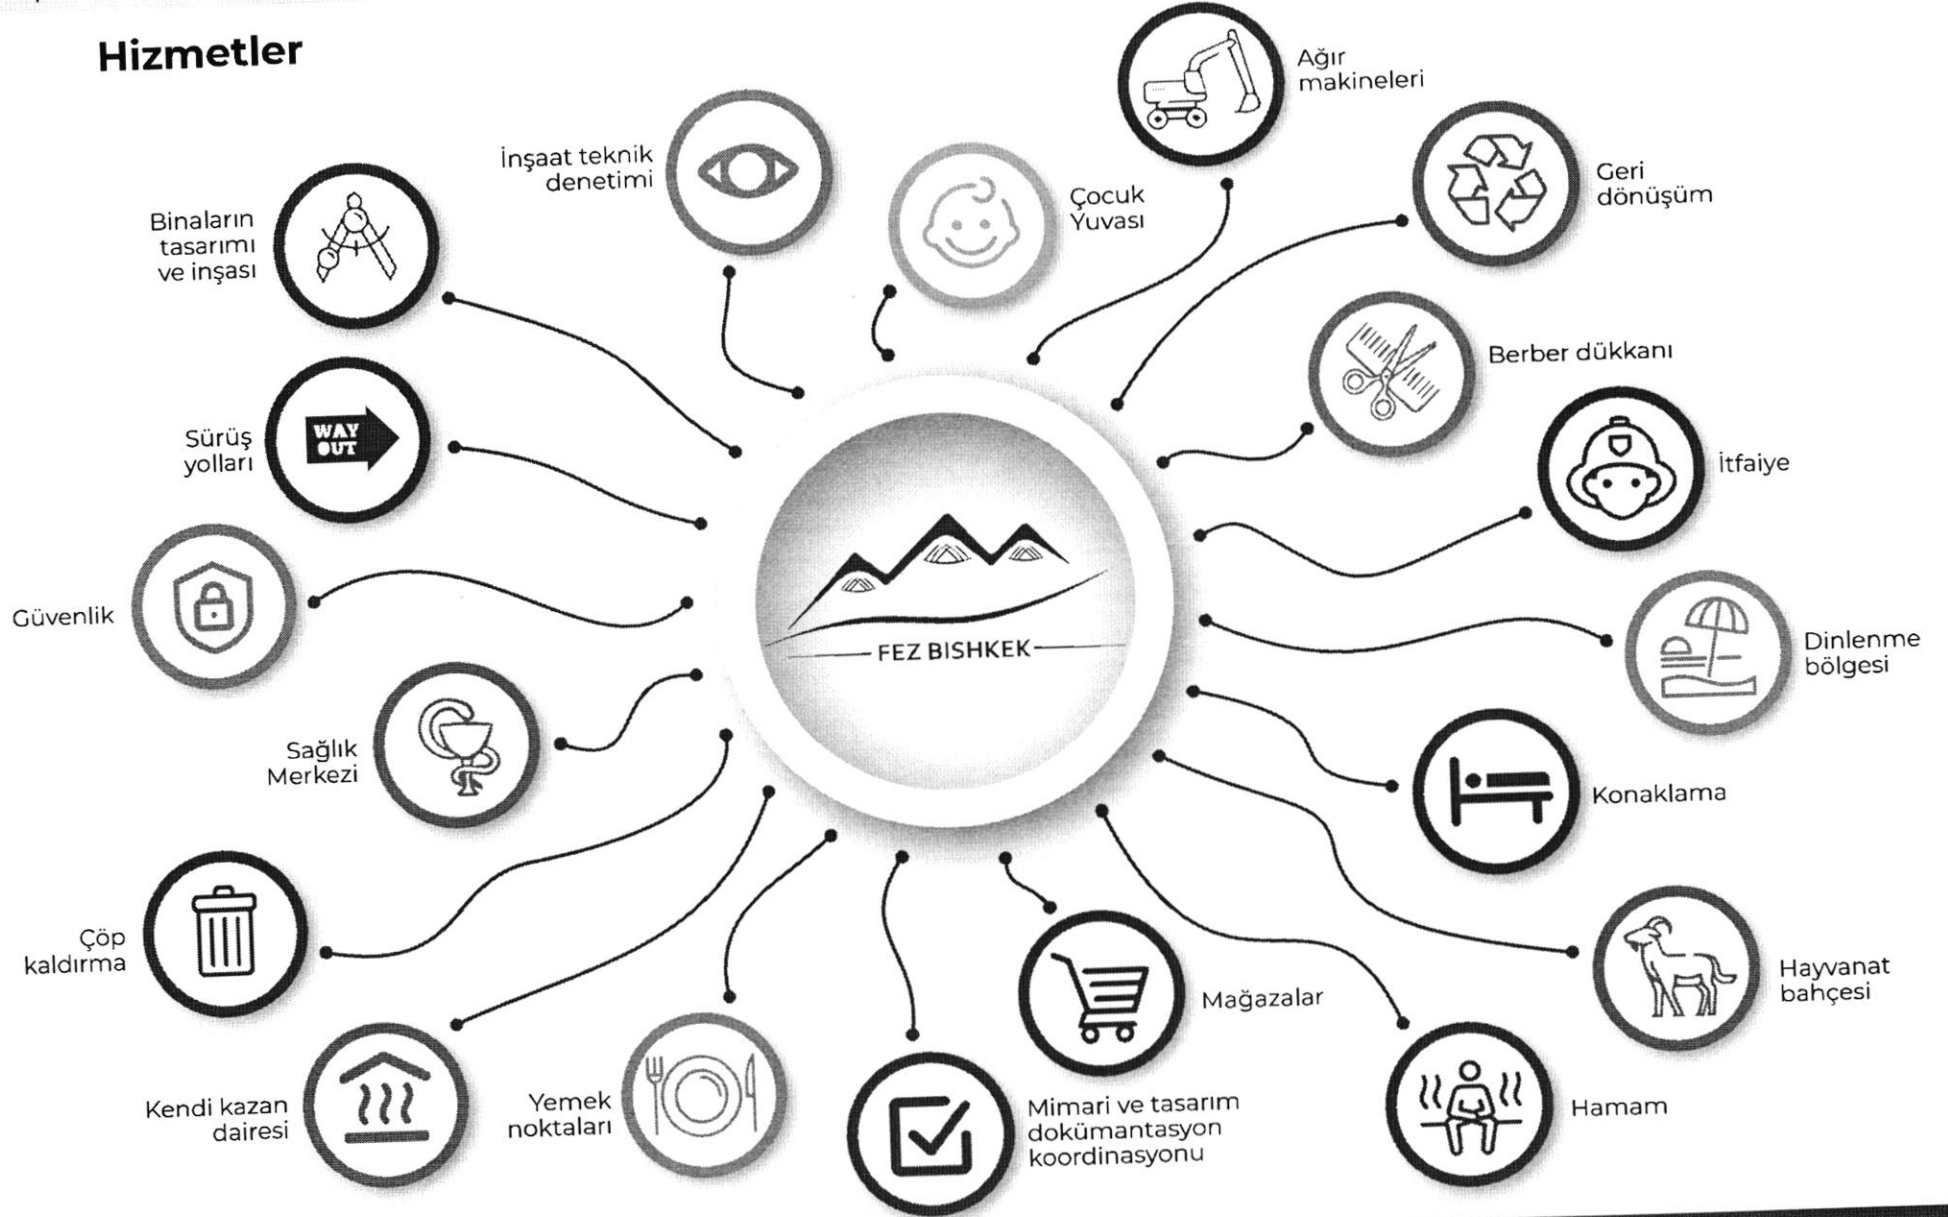 Hizmetler
Ağır
makineleri
İnşaat teknik
denetimi
Çocuk
Yuvası
Geri
dönüşüm
Binaların
tasarımı
ve inşası
Berber dükkanı
WAY
OUT
Sürüş
yolları
İtfaiye
Güvenlik
FEZ BISHKEK
Dinlenme
bölgesi
Sağlık
Merkezi
Konaklama
Çöp
kaldırma
Mağazalar
Hayvanat
bahçesi
Kendi kazan
dairesi
Yemek
noktaları
Mimari ve tasarım
dokümantasyon
koordinasyonu
Hamam